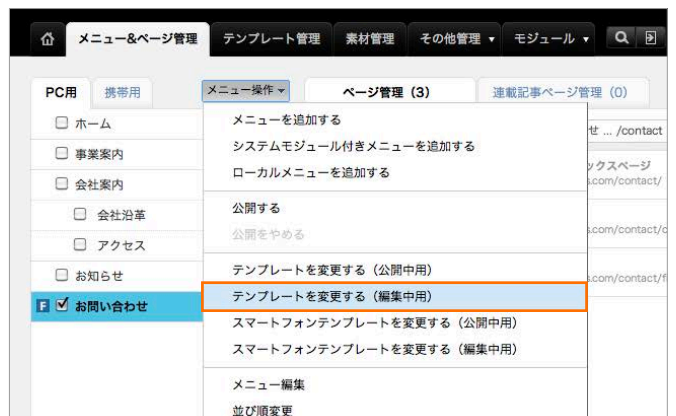 メニュー&ページ管理 テンプレート管理 素材管理 その他管理 ▼ モジュール ▼
PC用 携帯用 メニュー操作 ▼ ページ管理（3） 連載記事ページ管理（0）
ホーム
事業案内
会社案内
会社沿革
アクセス
お知らせ
F お問い合わせ
メニューを追加する
システムモジュール付きメニューを追加する
ローカルメニューを追加する
公開する
公開をやめる
テンプレートを変更する（公開中用）
テンプレートを変更する（編集中用）
スマートフォンテンプレートを変更する（公開中用）
スマートフォンテンプレートを変更する（編集中用）
メニュー編集
並び順変更
せ ... /contact
ックスページ
s.com/contact/
s.com/contact/c
s.com/contact/fi